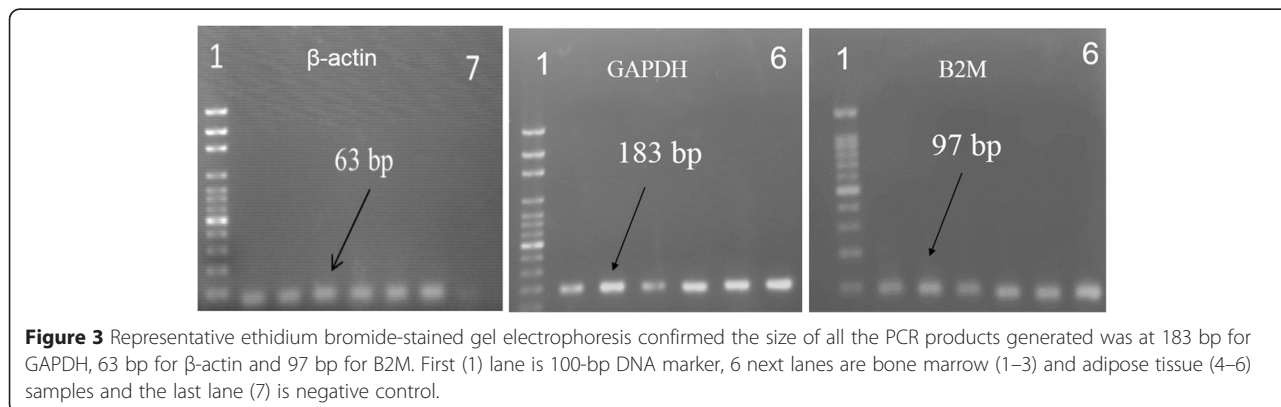 1 β-actin 7
63 bp
1 GAPDH 6
183 bp
1 B2M 6
97 bp
Figure 3 Representative ethidium bromide-stained gel electrophoresis confirmed the size of all the PCR products generated was at 183 bp for
GAPDH, 63 bp for β-actin and 97 bp for B2M. First (1) lane is 100-bp DNA marker, 6 next lanes are bone marrow (1–3) and adipose tissue (4–6)
samples and the last lane (7) is negative control.